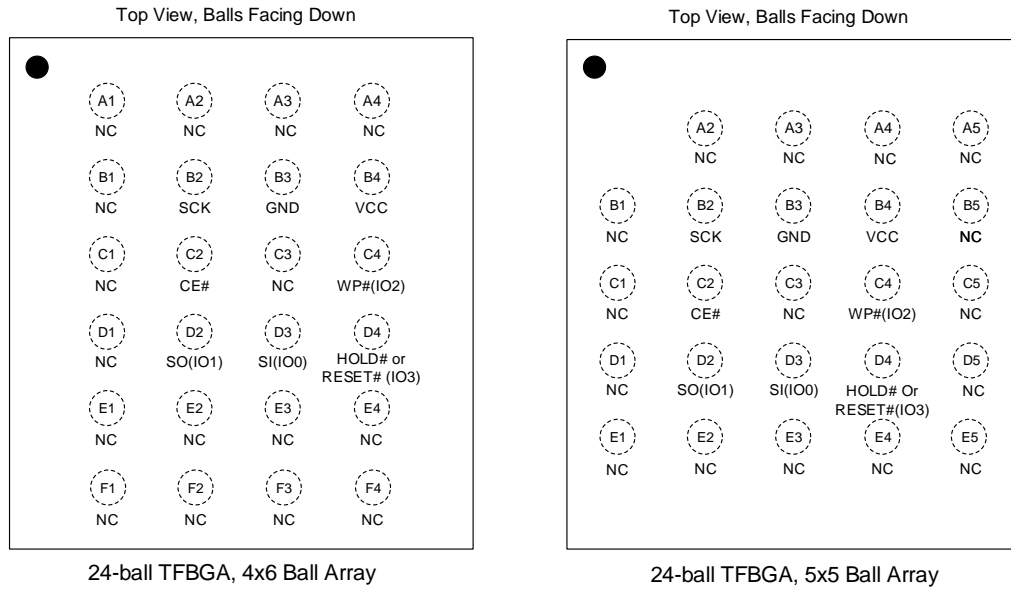 Top View, Balls Facing Down
A1 A2 A3 A4
NC NC NC NC
B1 B2 B3 B4
NC SCK GND VCC
C1 C2 C3 C4
NC CE# NC WP#(IO2)
D1 D2 D3 D4
NC SO(IO1) SI(IO0) HOLD# or
RESET# (IO3)
E1 E2 E3 E4
NC NC NC NC
F1 F2 F3 F4
NC NC NC NC
24-ball TFBGA, 4x6 Ball Array
Top View, Balls Facing Down
A2 A3 A4 A5
NC NC NC NC
B1 B2 B3 B4 B5
NC SCK GND VCC NC
C1 C2 C3 C4 C5
NC CE# NC WP#(IO2) NC
D1 D2 D3 D4 D5
NC SO(IO1) SI(IO0) HOLD# Or NC
RESET#(IO3)
E1 E2 E3 E4 E5
NC NC NC NC NC
24-ball TFBGA, 5x5 Ball Array